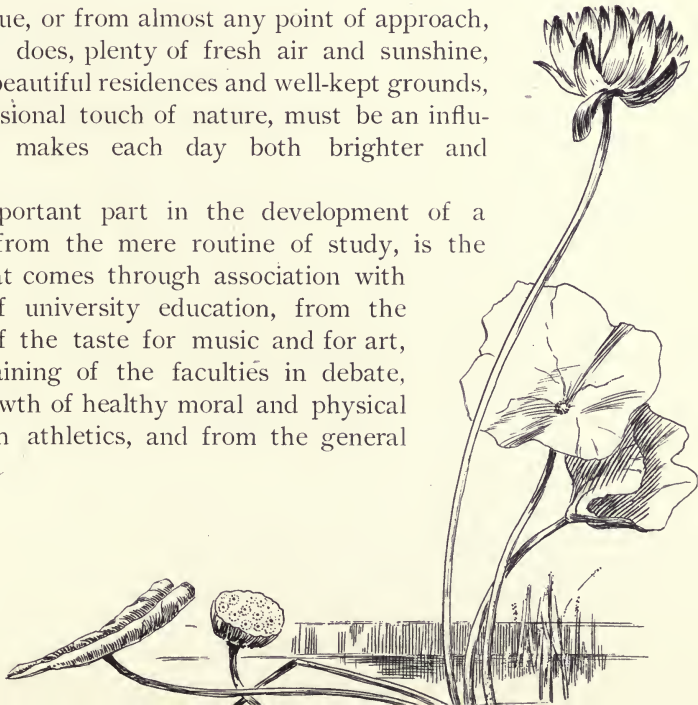 ue, or from almost any point of approach,
does, plenty of fresh air and sunshine,
beautiful residences and well-kept grounds,
sional touch of nature, must be an influ-
makes each day both brighter and
portant part in the development of a
from the mere routine of study, is the
at comes through association with
f university education, from the
f the taste for music and for art,
ining of the faculties in debate,
wth of healthy moral and physical
n athletics, and from the general